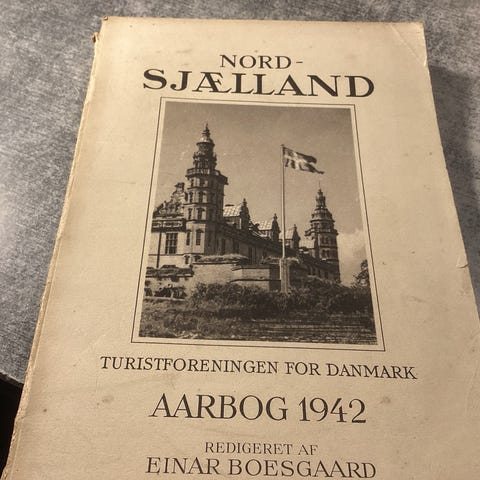 NORD-
SJÆLLAND
TURISTFORENINGEN FOR DANMARK
AARBOG 1942
REDIGERET AF
EINAR BOESGAARD